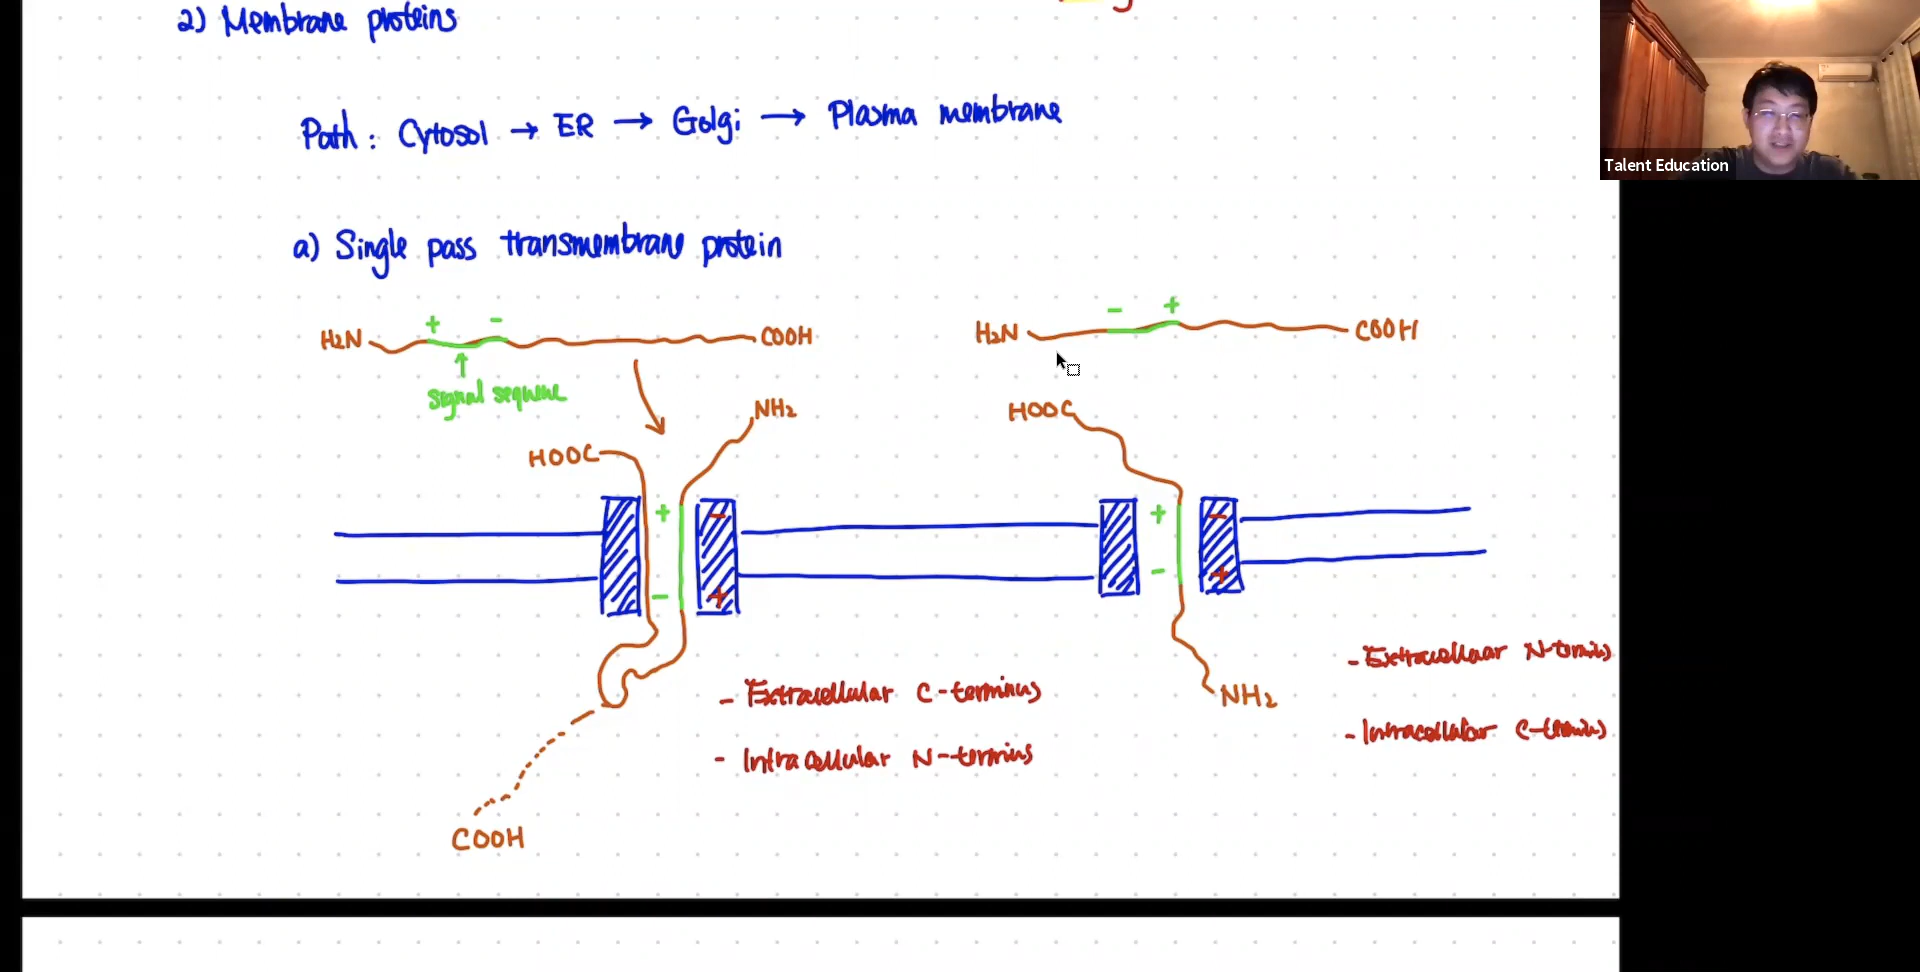 2) Membrane proteins
Talent Education
Path: Cytosol → ER → Golgi → Plasma membrane
a) Single pass transmembrane protein
+ -
H₂N COOH
signal sequence
- +
H₂N COOH
NH₂
HOOC
HOOC
+ -
- +
+ -
- +
NH₂
- Extracellular C-terminus
- Intracellular N-terminus
- Extracellular N-terminus
- Intracellular C-terminus
COOH